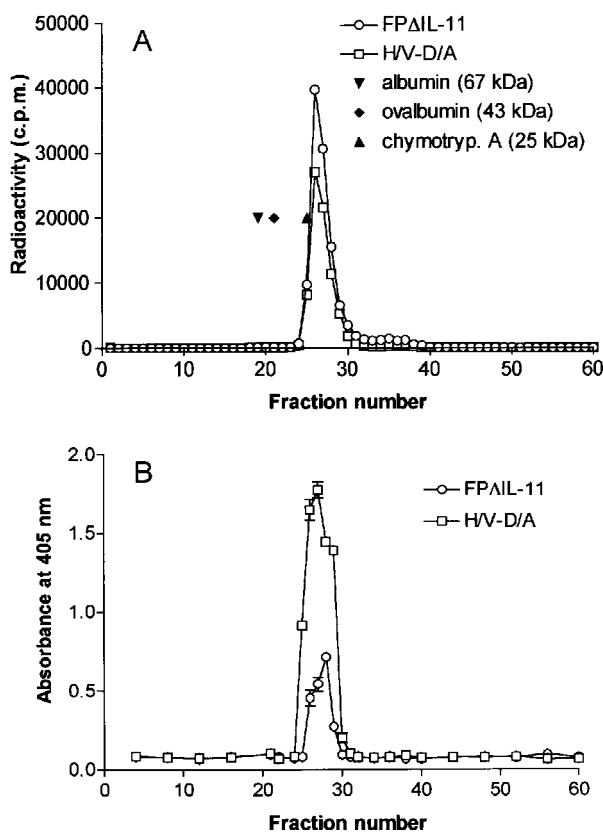 A
FPΔIL-11
H/V-D/A
albumin (67 kDa)
ovalbumin (43 kDa)
chymotryp. A (25 kDa)
Radioactivity (c.p.m.)
50000
40000
30000
20000
10000
0
0 10 20 30 40 50 60
Fraction number
B
FPΔIL-11
H/V-D/A
Absorbance at 405 nm
2.0
1.5
1.0
0.5
0.0
0 10 20 30 40 50 60
Fraction number